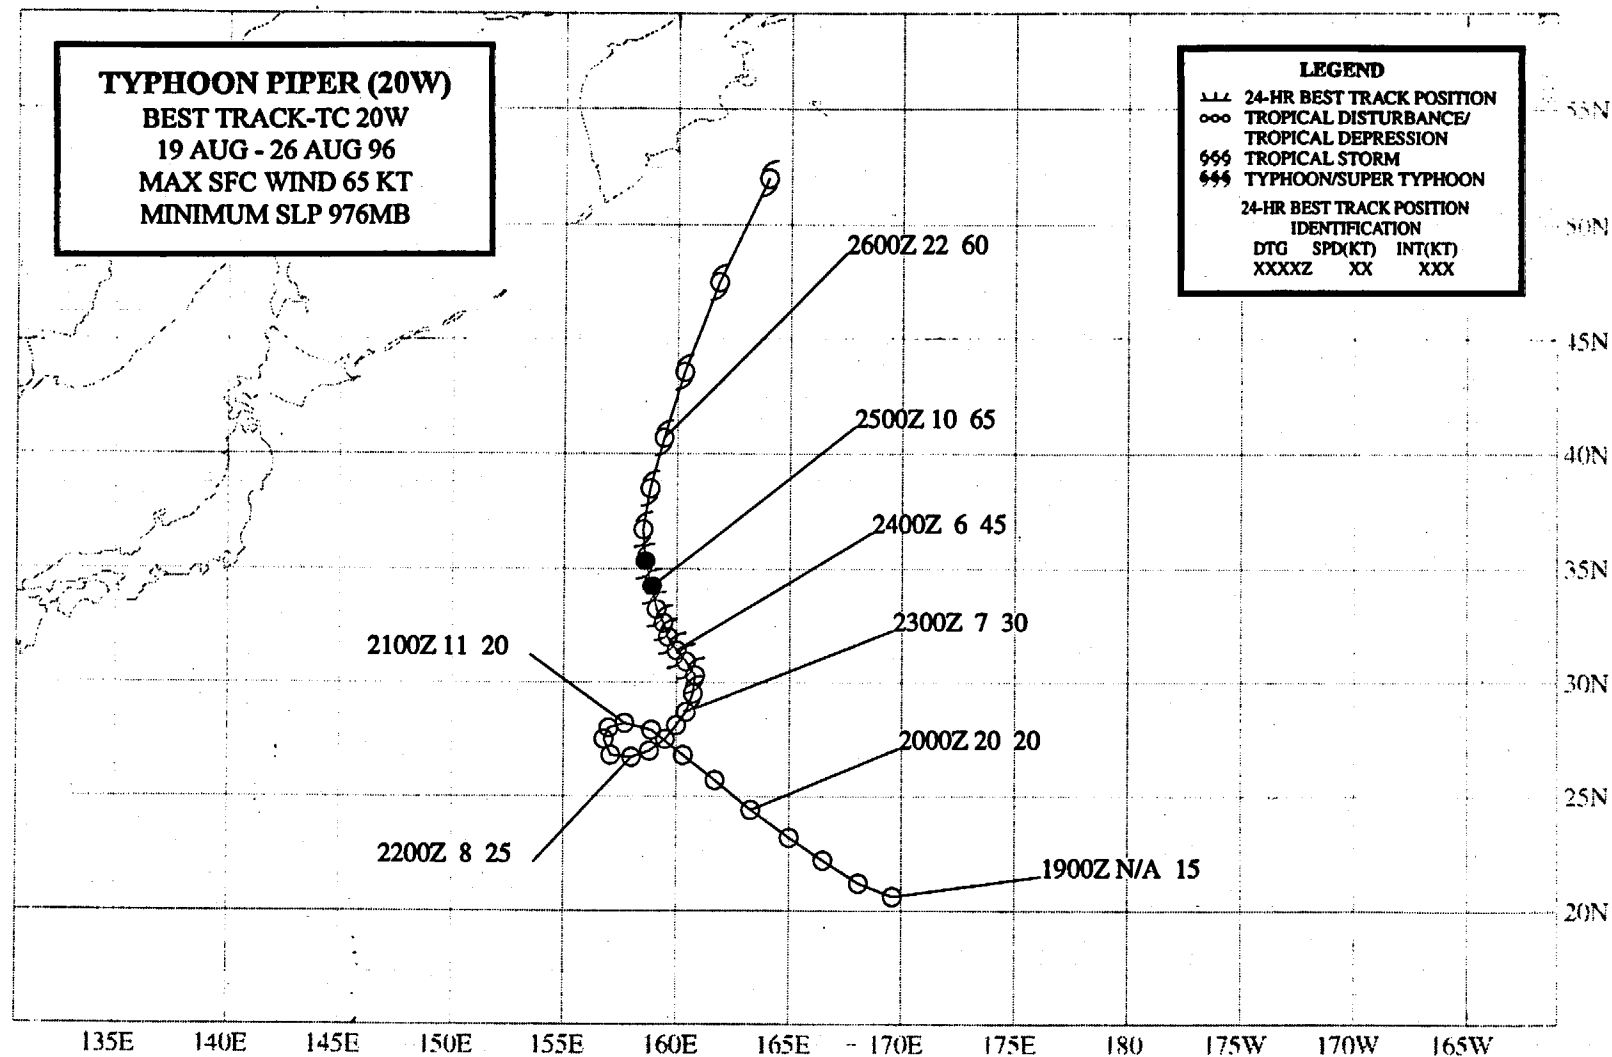 TYPHOON PIPER (20W)
BEST TRACK-TC 20W
19 AUG - 26 AUG 96
MAX SFC WIND 65 KT
MINIMUM SLP 976MB
LEGEND
24-HR BEST TRACK POSITION
TROPICAL DISTURBANCE/
TROPICAL DEPRESSION
TROPICAL STORM
TYPHOON/SUPER TYPHOON
24-HR BEST TRACK POSITION
IDENTIFICATION
DTG SPD(KT) INT(KT)
XXXXZ XX XXX
55N
50N
2600Z 22 60
45N
2500Z 10 65
40N
2400Z 6 45
35N
2300Z 7 30
2100Z 11 20
30N
2000Z 20 20
25N
2200Z 8 25
1900Z N/A 15
20N
135E 140E 145E 150E 155E 160E 165E 170E 175E 180 175W 170W 165W